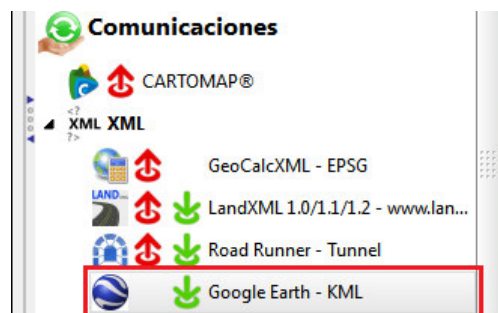 Comunicaciones
CARTOMAP®
<?
XML XML
?>
GeoCalcXML - EPSG
LAND
LandXML 1.0/1.1/1.2 - www.lan...
Road Runner - Tunnel
Google Earth - KML